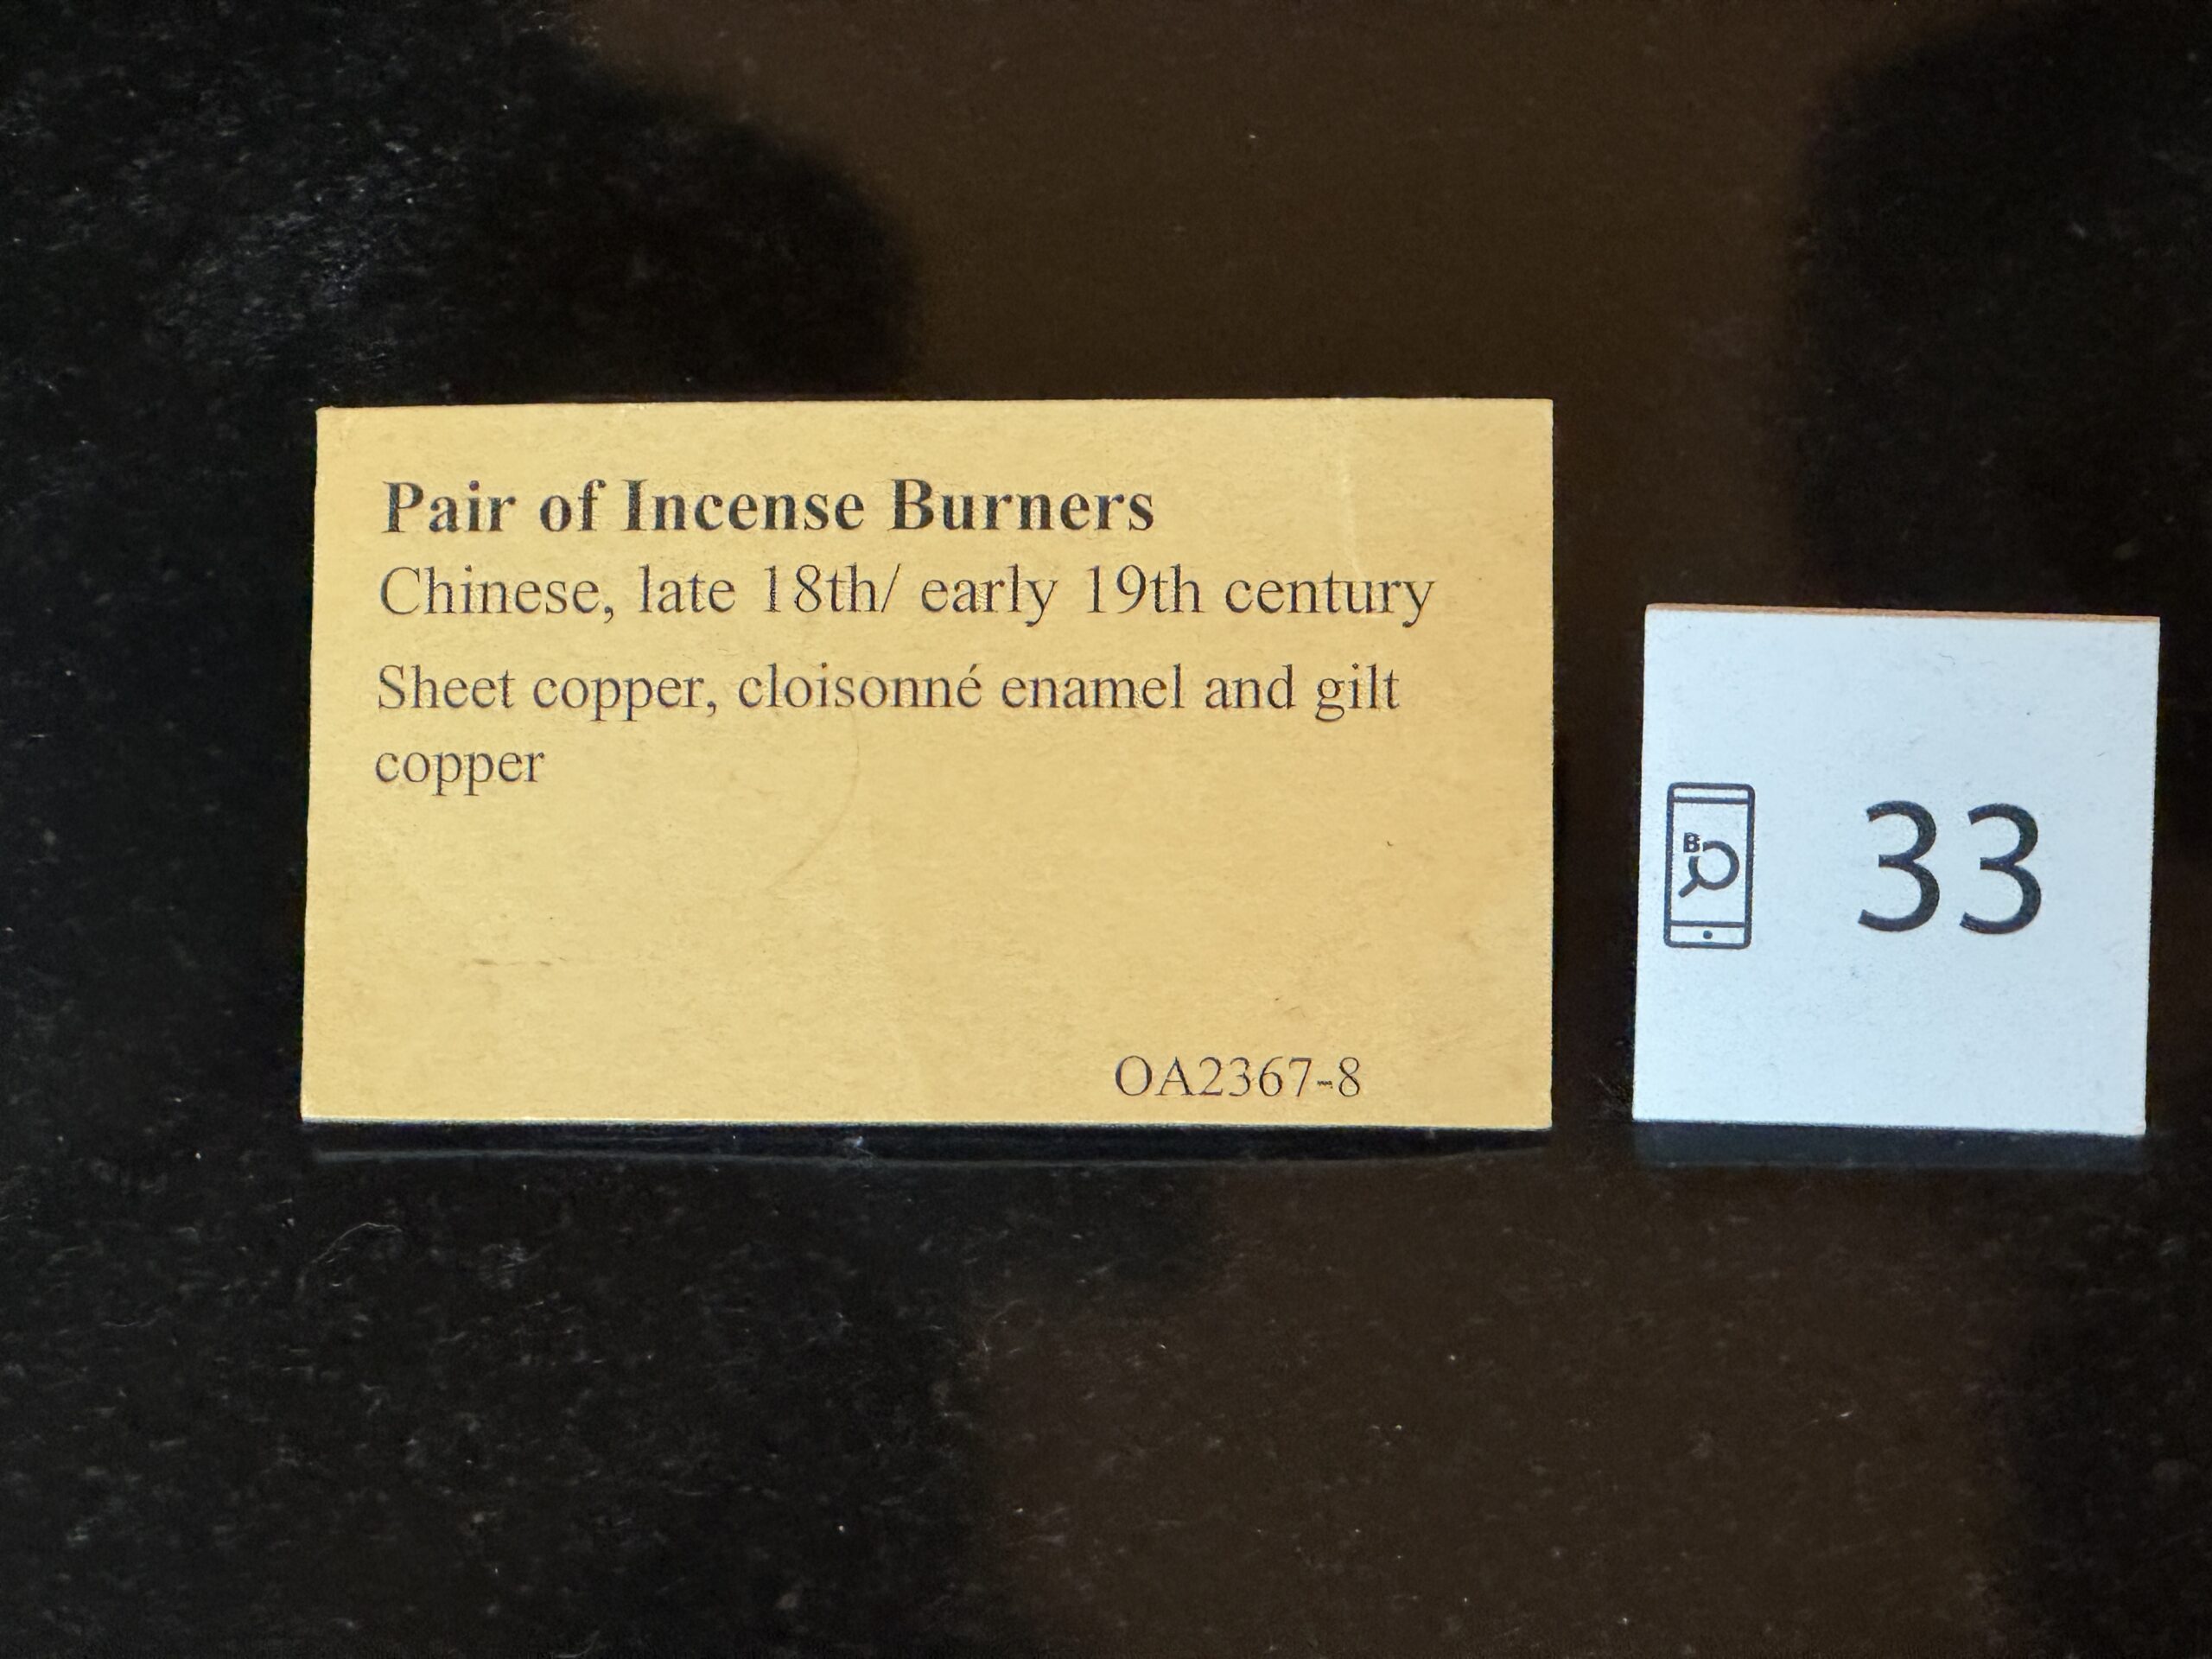 Pair of Incense Burners
Chinese, late 18th/ early 19th century
Sheet copper, cloisonné enamel and gilt
copper
OA2367-8
B
33